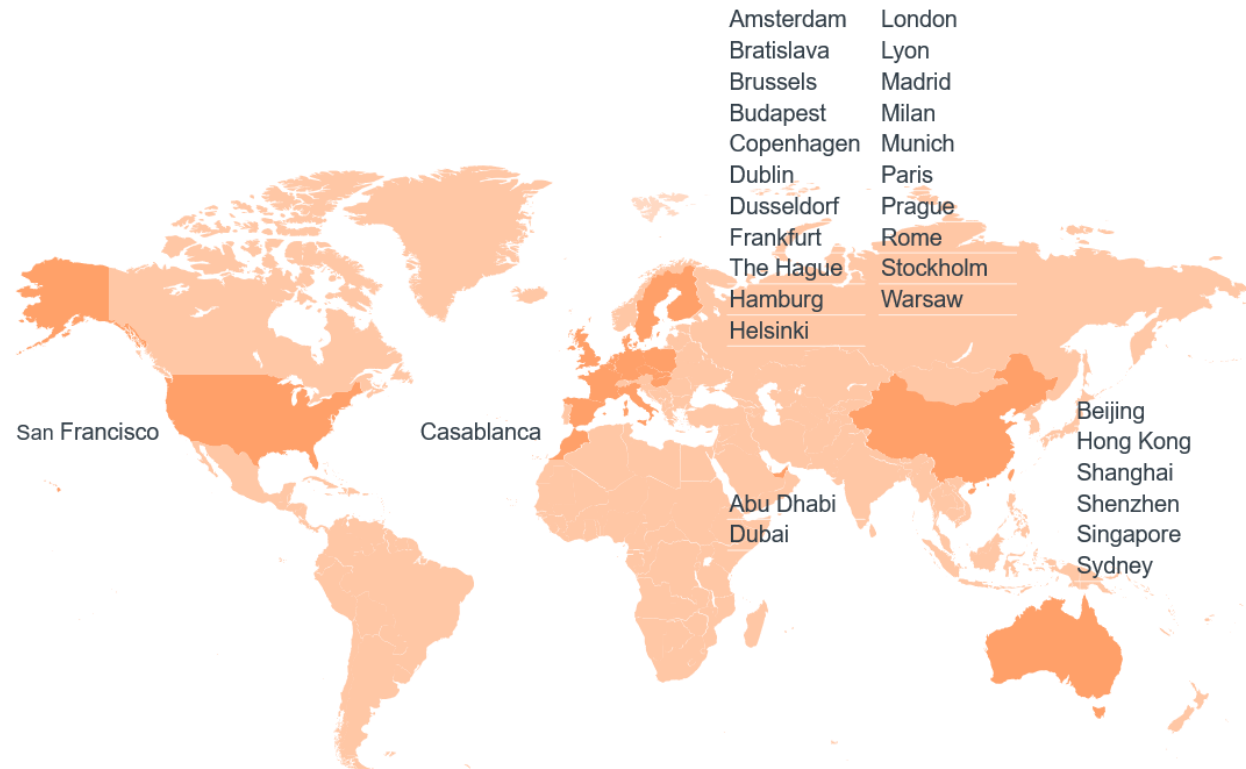 Amsterdam
Bratislava
Brussels
Budapest
Copenhagen
Dublin
Dusseldorf
Frankfurt
The Hague
Hamburg
Helsinki
London
Lyon
Madrid
Milan
Munich
Paris
Prague
Rome
Stockholm
Warsaw
San Francisco
Casablanca
Abu Dhabi
Dubai
Beijing
Hong Kong
Shanghai
Shenzhen
Singapore
Sydney